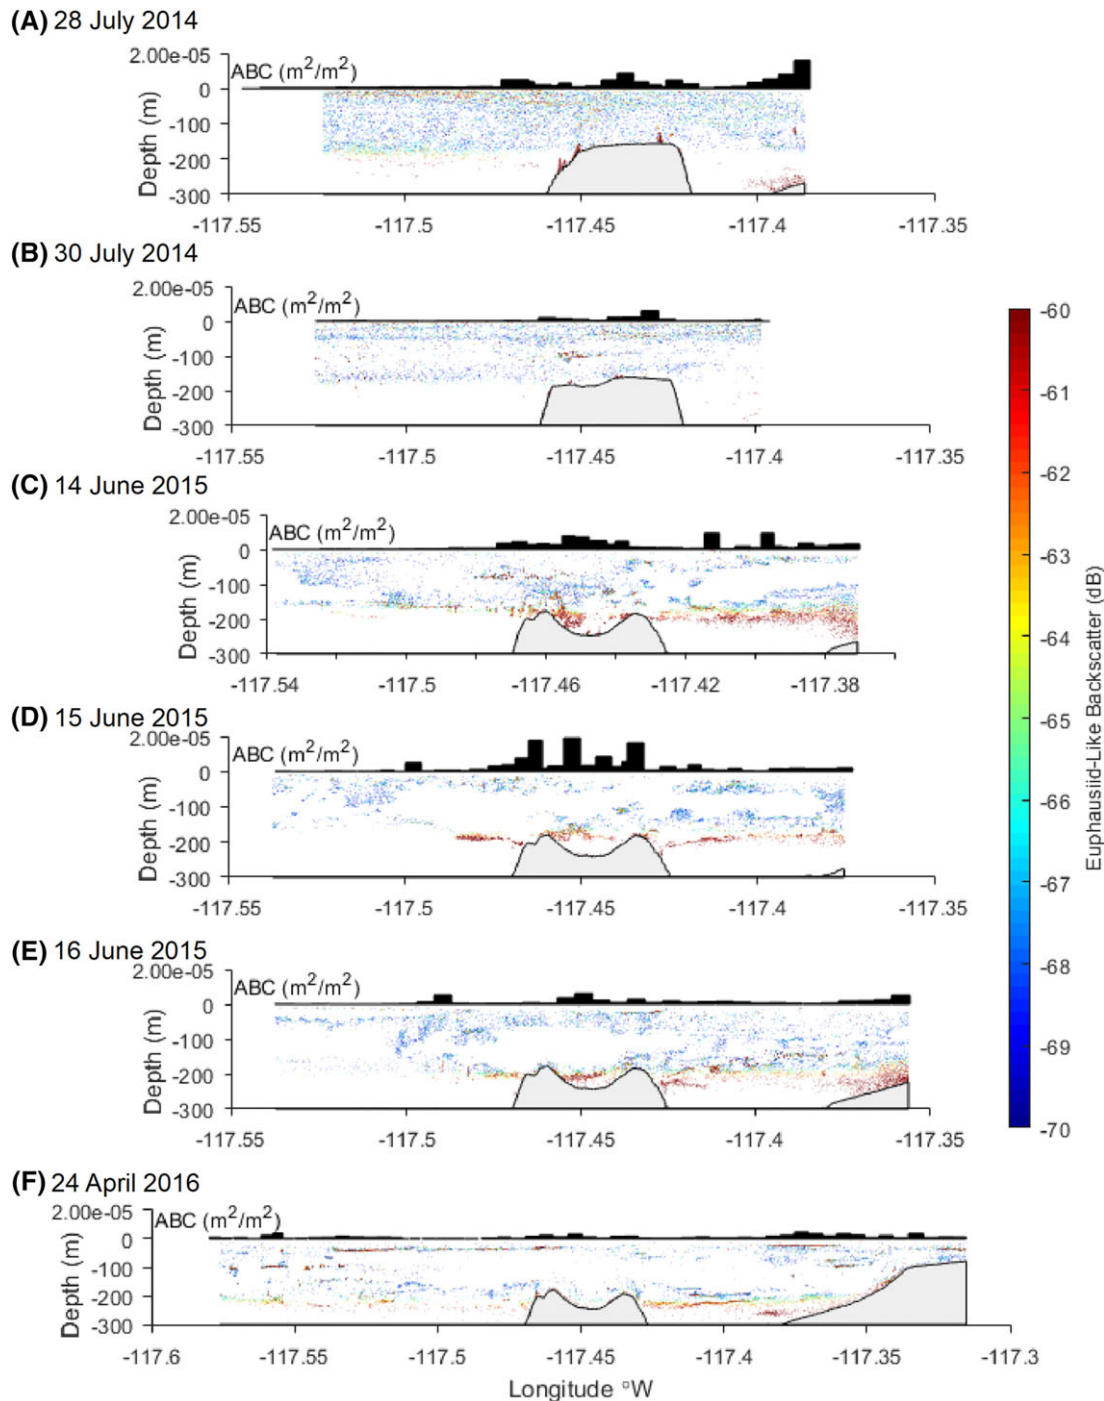 (A) 28 July 2014
2.00e-05
ABC (m2/m2)
0
-100
-200
-300
Depth (m)
-117.55 -117.5 -117.45 -117.4 -117.35
(B) 30 July 2014
2.00e-05
ABC (m2/m2)
0
-100
-200
-300
Depth (m)
-117.55 -117.5 -117.45 -117.4 -117.35
(C) 14 June 2015
2.00e-05
ABC (m2/m2)
0
-100
-200
-300
Depth (m)
-117.54 -117.5 -117.46 -117.42 -117.38
(D) 15 June 2015
2.00e-05
ABC (m2/m2)
0
-100
-200
-300
Depth (m)
-117.55 -117.5 -117.45 -117.4 -117.35
(E) 16 June 2015
2.00e-05
ABC (m2/m2)
0
-100
-200
-300
Depth (m)
-117.55 -117.5 -117.45 -117.4 -117.35
(F) 24 April 2016
2.00e-05
ABC (m2/m2)
0
-100
-200
-300
Depth (m)
-117.6 -117.55 -117.5 -117.45 -117.4 -117.35 -117.3
Longitude °W
-60
-61
-62
-63
-64
-65
-66
-67
-68
-69
-70
Euphausiid-Like Backscatter (dB)